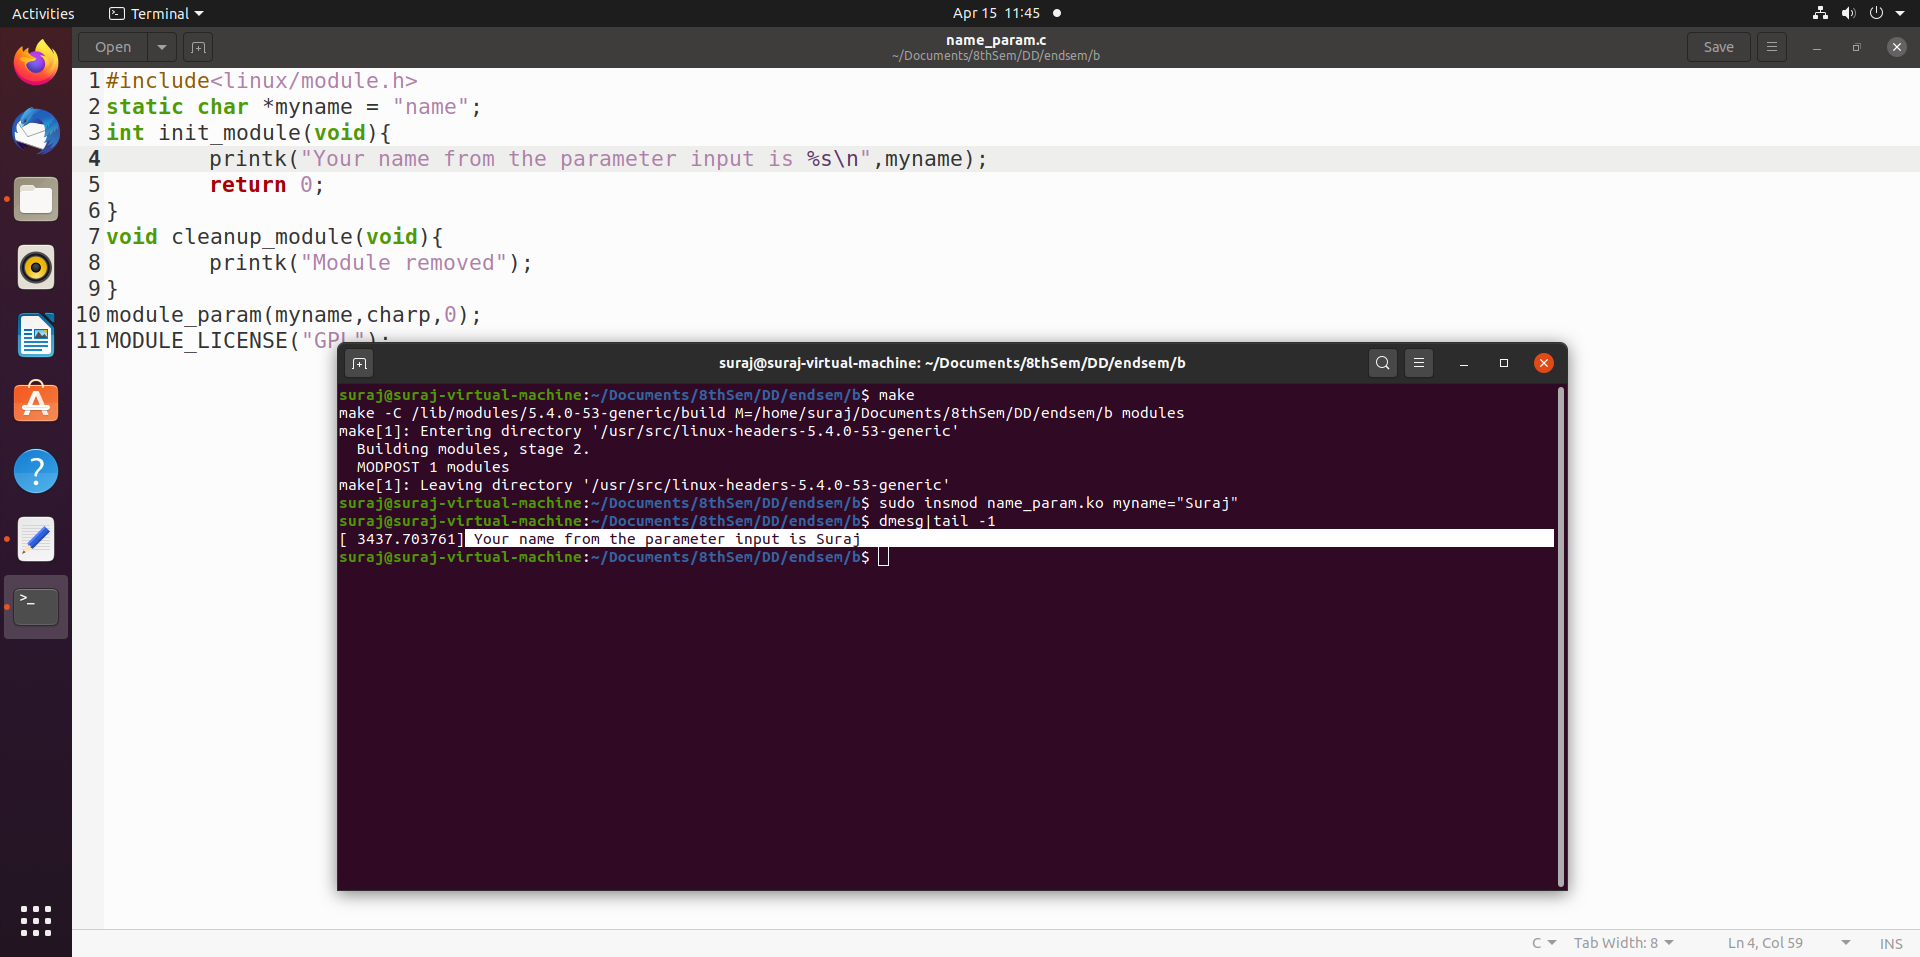 Activities
Terminal
Apr 15 11:45
Open
name_param.c
~/Documents/8thSem/DD/endsem/b
Save
1 #include<linux/module.h>
2 static char *myname = "name";
3 int init_module(void){
4         printk("Your name from the parameter input is %s\n",myname);
5         return 0;
6 }
7 void cleanup_module(void){
8         printk("Module removed");
9 }
10 module_param(myname,charp,0);
11 MODULE_LICENSE("GPL");
suraj@suraj-virtual-machine: ~/Documents/8thSem/DD/endsem/b
suraj@suraj-virtual-machine:~/Documents/8thSem/DD/endsem/b$ make
make -C /lib/modules/5.4.0-53-generic/build M=/home/suraj/Documents/8thSem/DD/endsem/b modules
make[1]: Entering directory '/usr/src/linux-headers-5.4.0-53-generic'
  Building modules, stage 2.
  MODPOST 1 modules
make[1]: Leaving directory '/usr/src/linux-headers-5.4.0-53-generic'
suraj@suraj-virtual-machine:~/Documents/8thSem/DD/endsem/b$ sudo insmod name_param.ko myname="Suraj"
suraj@suraj-virtual-machine:~/Documents/8thSem/DD/endsem/b$ dmesg|tail -1
[ 3437.703761] Your name from the parameter input is Suraj
suraj@suraj-virtual-machine:~/Documents/8thSem/DD/endsem/b$
C
Tab Width: 8
Ln 4, Col 59
INS